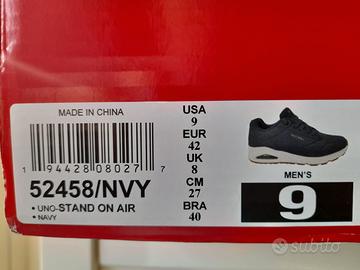 MADE IN CHINA
1 94428 08027 7
52458/NVY
• UNO-STAND ON AIR
• NAVY
USA
9
EUR
42
UK
8
CM
27
BRA
40
MEN'S
9
subito